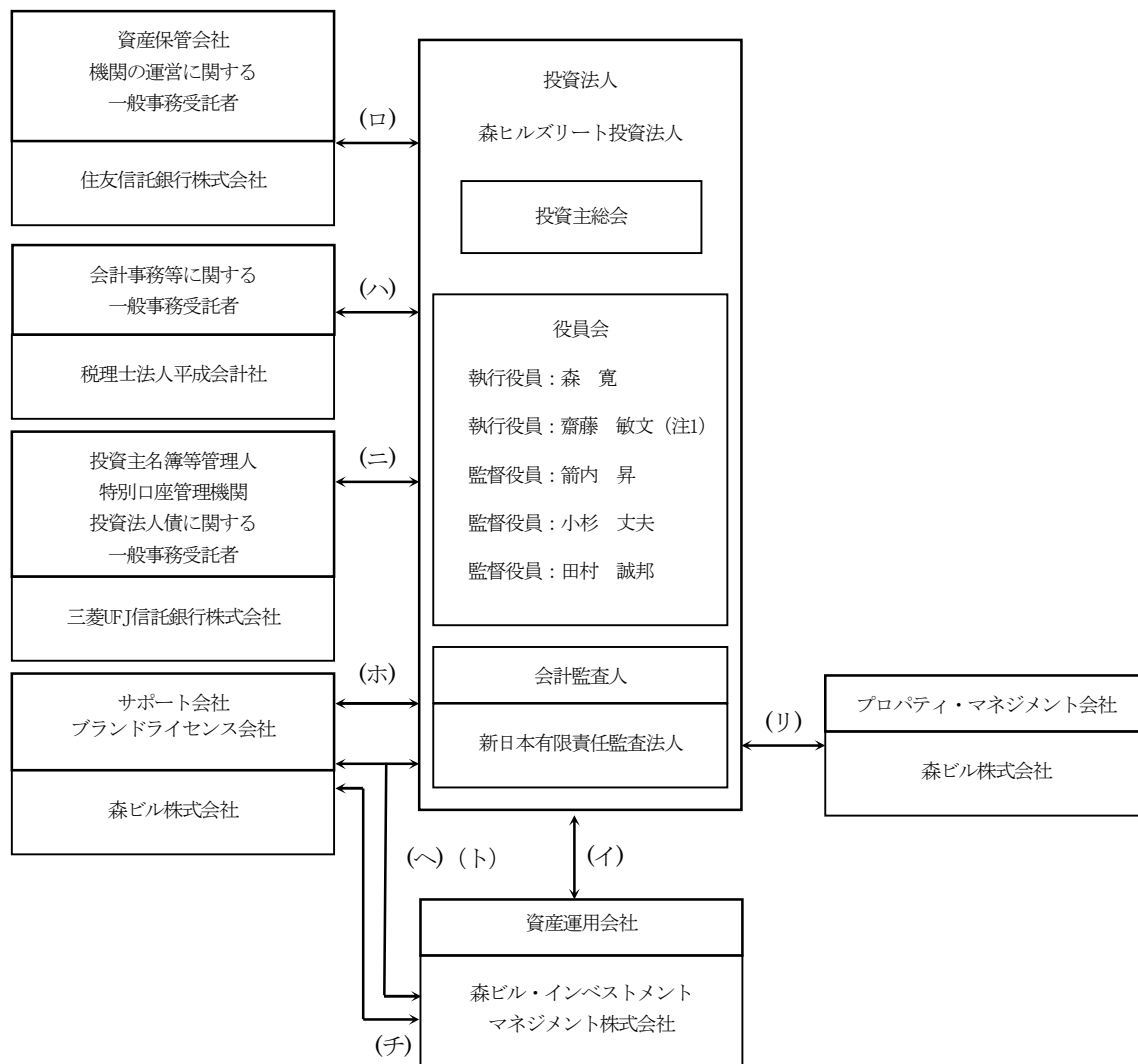 資産保管会社
機関の運営に関する
一般事務受託者
住友信託銀行株式会社
(ロ)
会計事務等に関する
一般事務受託者
税理士法人平成会計社
(ハ)
投資主名簿等管理人
特別口座管理機関
投資法人債に関する
一般事務受託者
三菱UFJ信託銀行株式会社
(ニ)
サポート会社
ブランドライセンス会社
森ビル株式会社
(ホ)
投資法人
森ヒルズリート投資法人
投資主総会
役員会
執行役員：森　寛
執行役員：齋藤　敏文（注1）
監督役員：箭内　昇
監督役員：小杉　丈夫
監督役員：田村　誠邦
会計監査人
新日本有限責任監査法人
(リ)
プロパティ・マネジメント会社
森ビル株式会社
(ヘ)（ト）
(イ)
資産運用会社
森ビル・インベストメント
マネジメント株式会社
(チ)